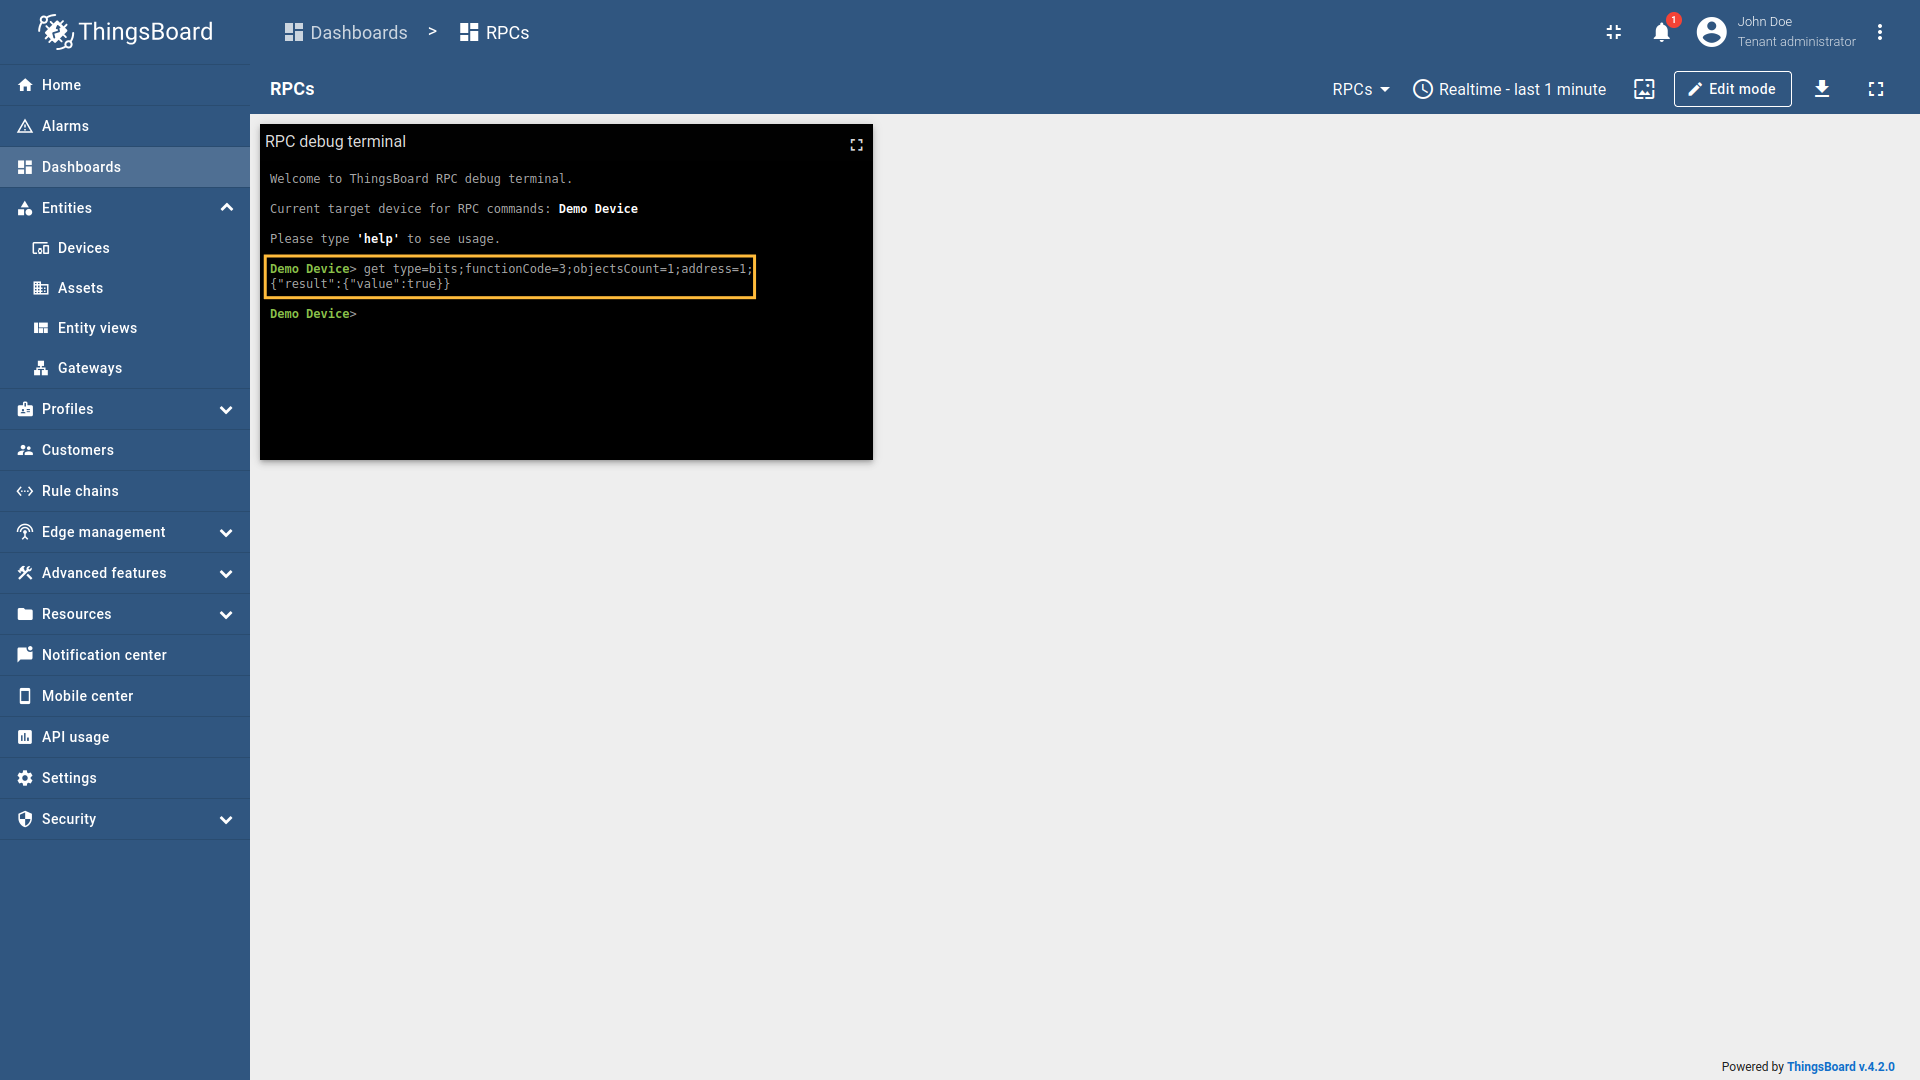 ThingsBoard
Dashboards > RPCs
1
John Doe
Tenant administrator
Home
Alarms
Dashboards
Entities
Devices
Assets
Entity views
Gateways
Profiles
Customers
Rule chains
Edge management
Advanced features
Resources
Notification center
Mobile center
API usage
Settings
Security
RPCs
RPCs
Realtime - last 1 minute
Edit mode
RPC debug terminal
Welcome to ThingsBoard RPC debug terminal.
Current target device for RPC commands: Demo Device
Please type 'help' to see usage.
Demo Device> get type=bits;functionCode=3;objectsCount=1;address=1;
{"result":{"value":true}}
Demo Device>
Powered by ThingsBoard v.4.2.0